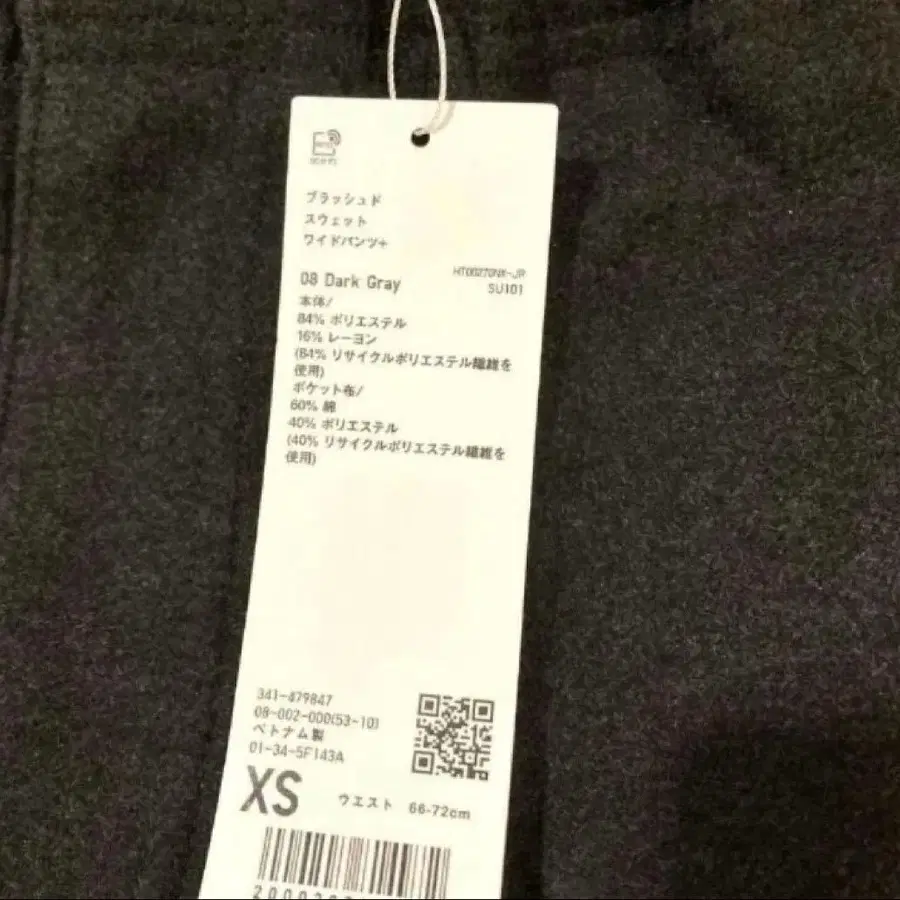 ブラッシュド
スウェット
ワイドパンツ+
08 Dark Gray
HT00270NX-JR
SU101
本体/
84% ポリエステル
16% レーヨン
(84% リサイクルポリエステル繊維を
使用)
ポケット布/
60% 綿
40% ポリエステル
(40% リサイクルポリエステル繊維を
使用)
341-479847
08-002-000(53-10)
ベトナム製
01-34-5F143A
XS
ウエスト 66-72cm